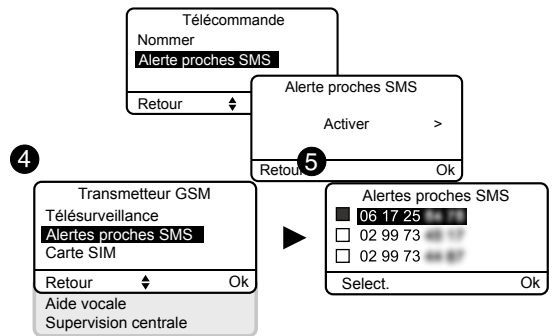 Télécommande
Nommer
Alerte proches SMS
Retour
Alerte proches SMS
Activer >
Retour Ok
4
Transmetteur GSM
Télésurveillance
Alertes proches SMS
Carte SIM
Retour Ok
Aide vocale
Supervision centrale
5
Alertes proches SMS
06 17 25
02 99 73
02 99 73
Select. Ok